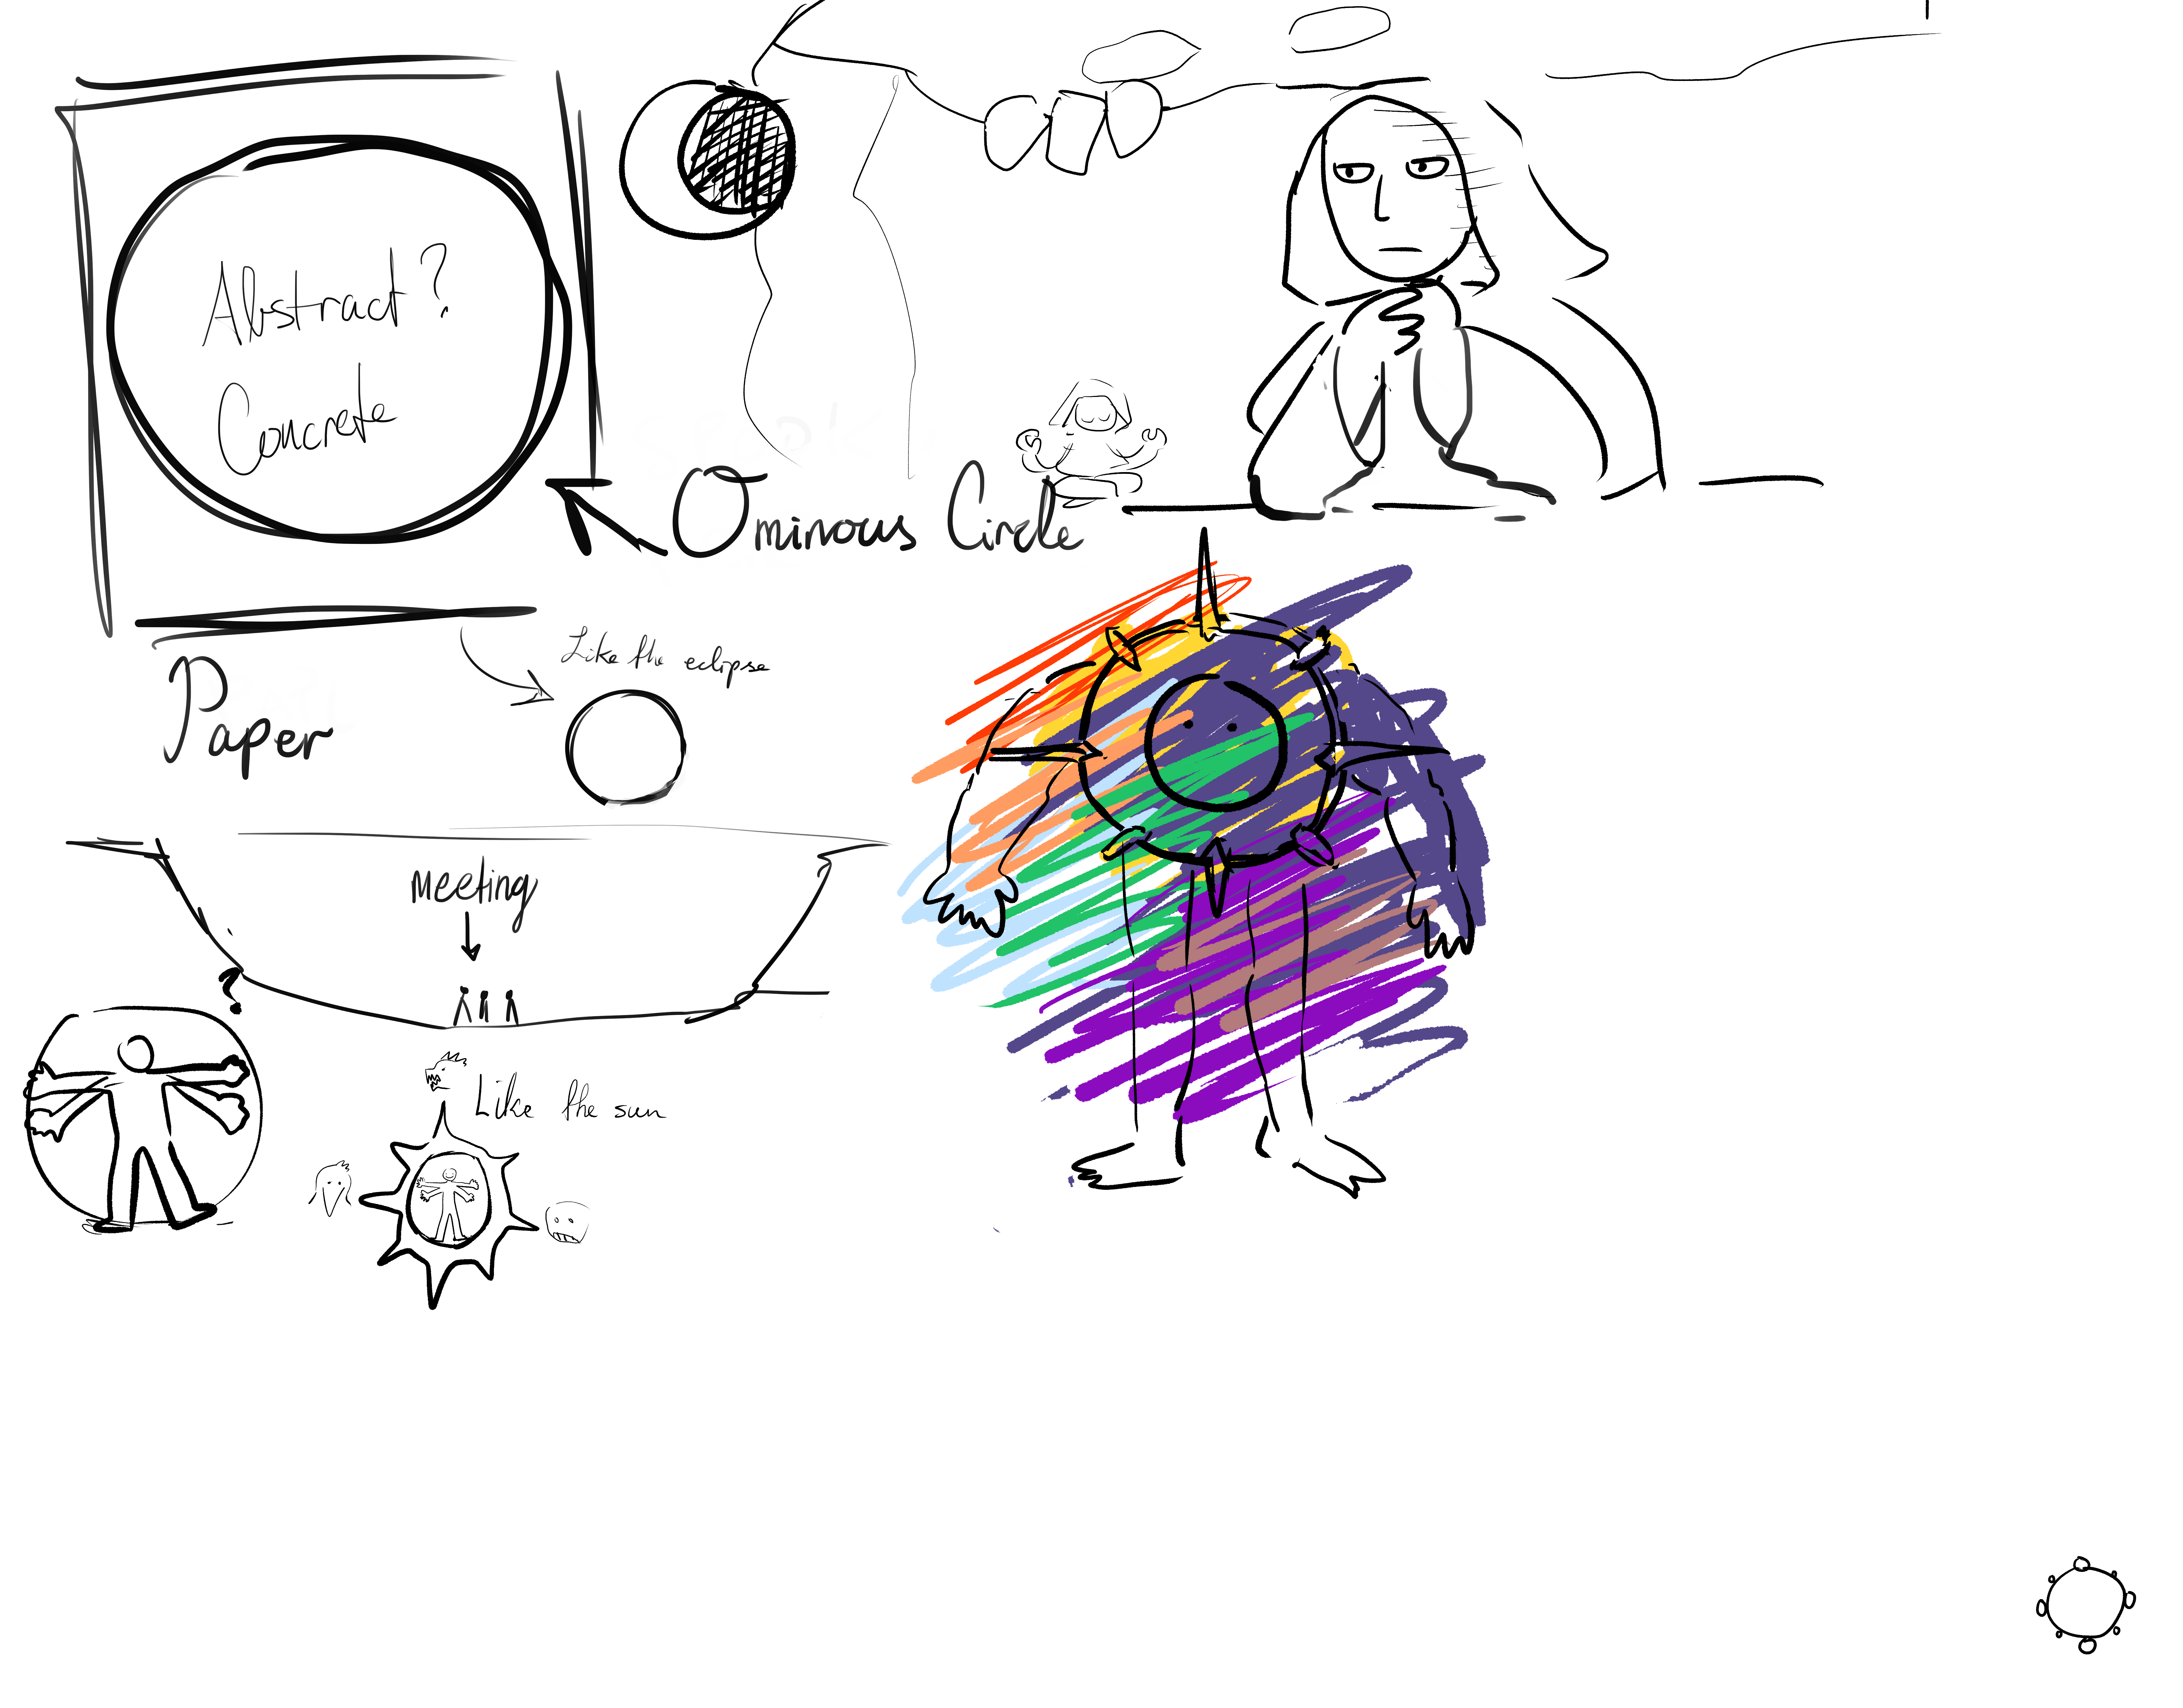 Abstract?
Concrete
Ominous Circle
Paper
Like the eclipse
Meeting
?
Like the sun